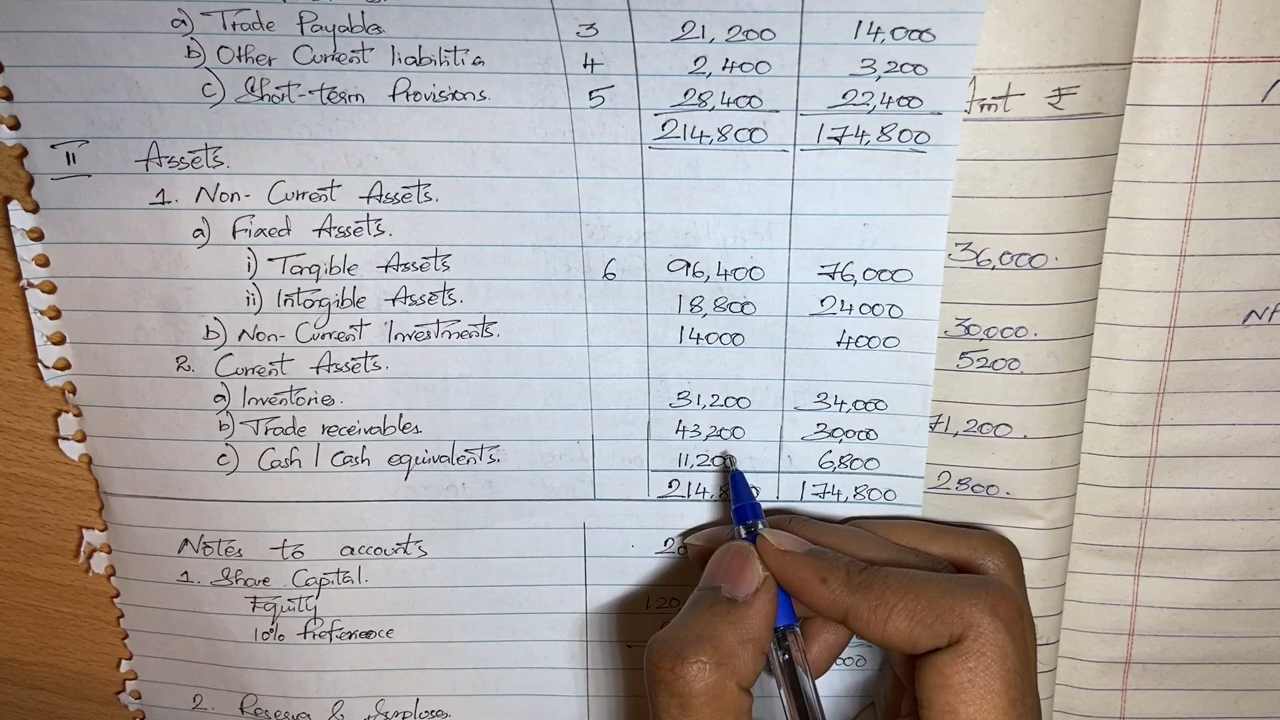 a) Trade Payables 3 21,200 14,000
b) Other Current liabilities 4 2,400 3,200
c) Short-term Provisions. 5 28,400 22,400
₹
214,800 174,800
II Assets.
1. Non-Current Assets.
a) Fixed Assets.
36,000.
i) Tangible Assets 6 96,400 76,000
ii) Intangible Assets. 18,800 24000
b) Non-Current Investments. 14000 4000 30,000.
2. Current Assets. 5200
a) Inventories. 31,200 34,000
b) Trade receivables 43,200 30,000 71,200.
c) Cash / Cash equivalents. 11,200 6,800
174,800 2800.
Notes to accounts
1. Share Capital.
Equity
10% Preference
2. Reserves & Surplus.